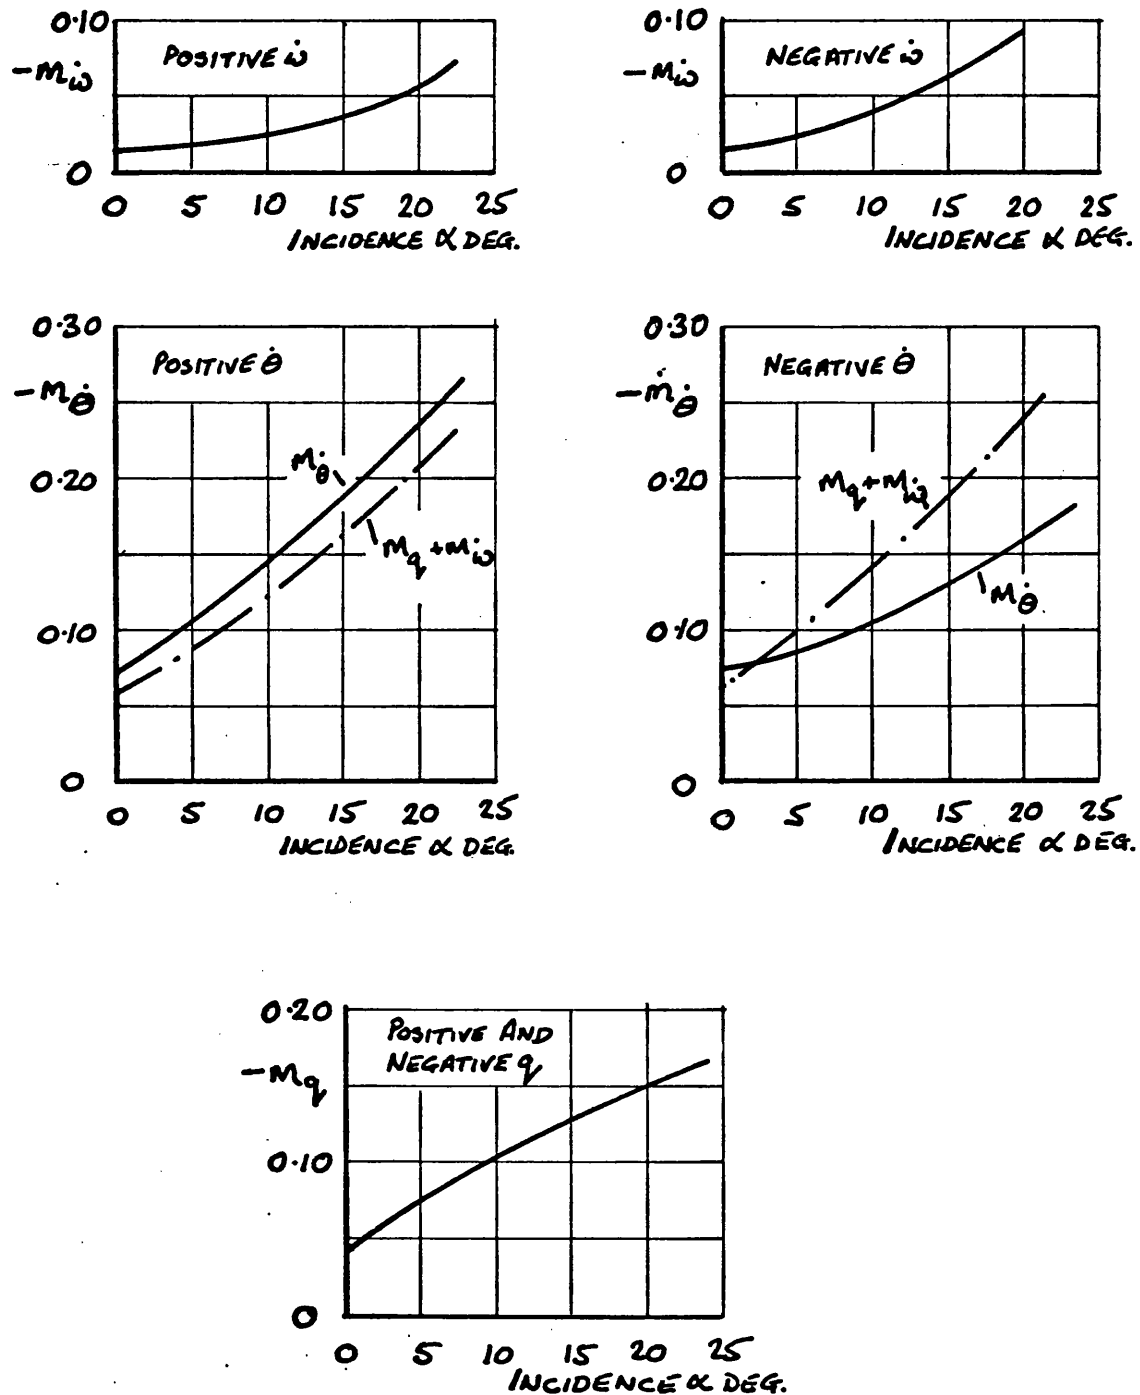 0.10
POSITIVE ẇ
-Mẇ
0
0 5 10 15 20 25
INCIDENCE α DEG.
0.10
NEGATIVE ẇ
-Mẇ
0
0 5 10 15 20 25
INCIDENCE α DEG.
0.30
POSITIVE θ̇
-Mθ̇
Mθ̇
0.20
Mq + Mẇ
0.10
0
0 5 10 15 20 25
INCIDENCE α DEG.
0.30
NEGATIVE θ̇
-Ṁθ̇
0.20
Mq + Mẇ
Mθ̇
0.10
0
0 5 10 15 20 25
INCIDENCE α DEG.
0.20
POSITIVE AND
NEGATIVE q
-Mq
0.10
0
0 5 10 15 20 25
INCIDENCE α DEG.